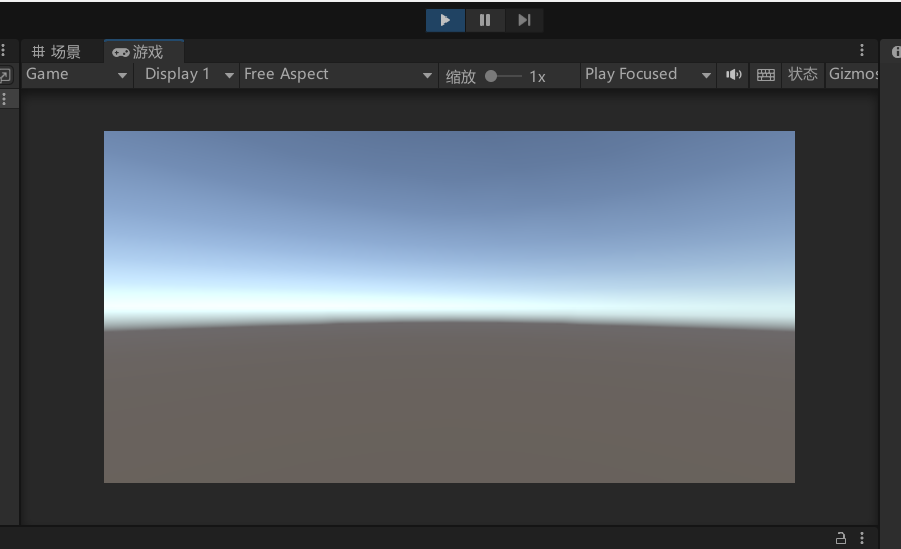 场景 游戏
Game Display 1 Free Aspect 缩放 1x Play Focused 状态 Gizmos